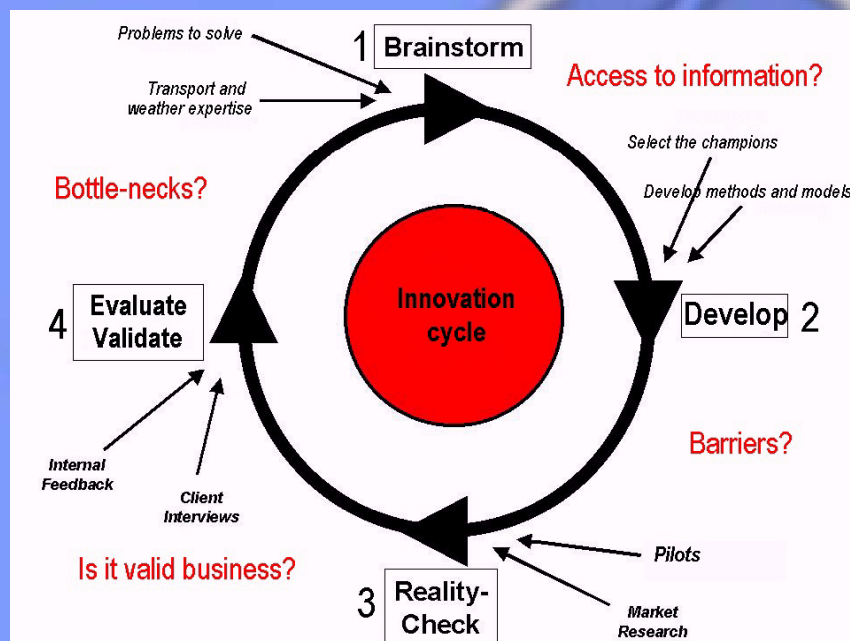 Problems to solve
1 Brainstorm
Transport and
weather expertise
Access to information?
Select the champions
Develop methods and models
Bottle-necks?
4 Evaluate
Validate
Innovation
cycle
Develop 2
Barriers?
Internal
Feedback
Client
Interviews
Is it valid business?
3 Reality-
Check
Pilots
Market
Research